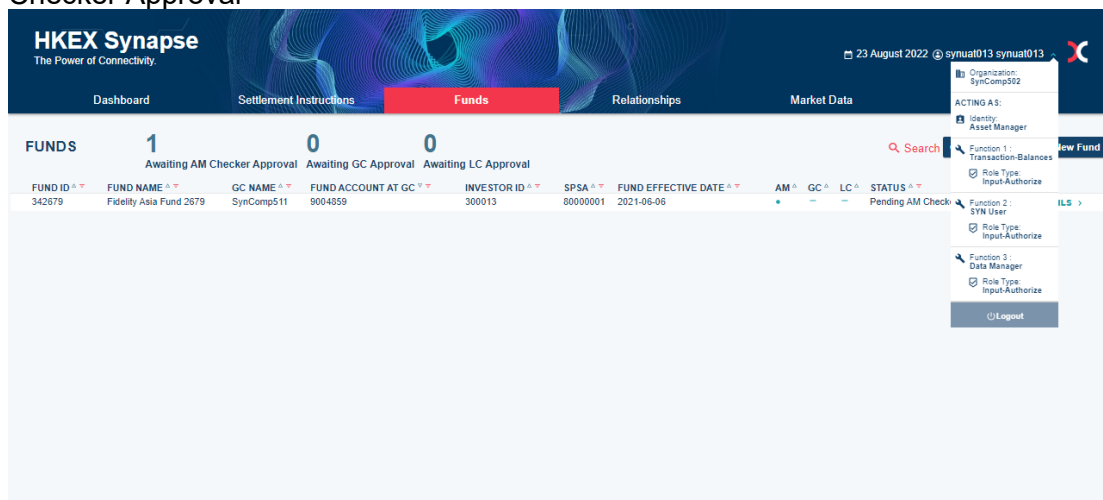 Checker Approval
HKEX Synapse
The Power of Connectivity.
23 August 2022 synuat013 synuat013
Dashboard Settlement Instructions Funds Relationships Market Data
Organization:
SynComp502
ACTING AS:
Identity:
Asset Manager
Function 1 :
Transaction-Balances
Role Type:
Input-Authorize
Function 2 :
SYN User
Role Type:
Input-Authorize
Function 3 :
Data Manager
Role Type:
Input-Authorize
Logout
FUNDS
1
Awaiting AM Checker Approval
0
Awaiting GC Approval
0
Awaiting LC Approval
Search
New Fund
FUND ID FUND NAME GC NAME FUND ACCOUNT AT GC INVESTOR ID SPSA FUND EFFECTIVE DATE AM GC LC STATUS
342679 Fidelity Asia Fund 2679 SynComp511 9004859 300013 80000001 2021-06-06 Pending AM Check